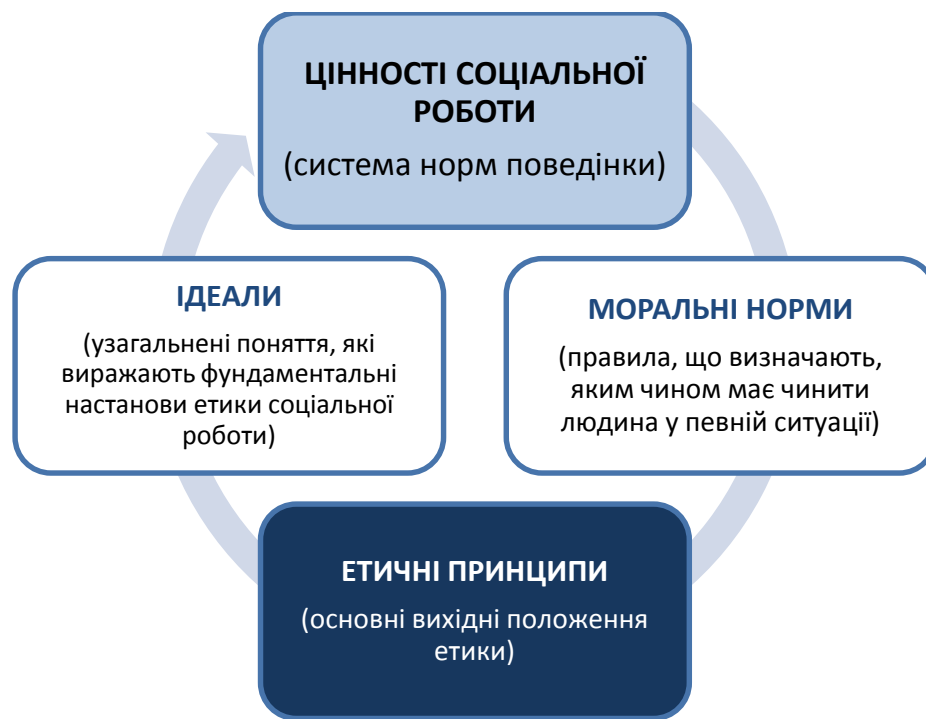 ЦІННОСТІ СОЦІАЛЬНОЇ
РОБОТИ
(система норм поведінки)
ІДЕАЛИ
(узагальнені поняття, які
виражають фундаментальні
настанови етики соціальної
роботи)
МОРАЛЬНІ НОРМИ
(правила, що визначають,
яким чином має чинити
людина у певній ситуації)
ЕТИЧНІ ПРИНЦИПИ
(основні вихідні положення
етики)